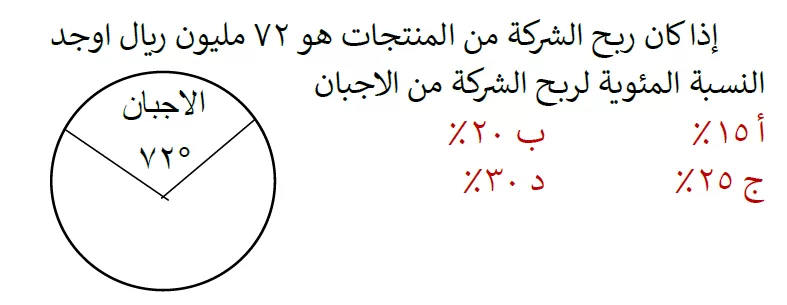 إذا كان ربح الشركة من المنتجات هو ٧٢ مليون ريال اوجد
النسبة المئوية لربح الشركة من الاجبان
أ ١٥٪ ب ٢٠٪
ج ٢٥٪ د ٣٠٪
الاجبان
٧٢°